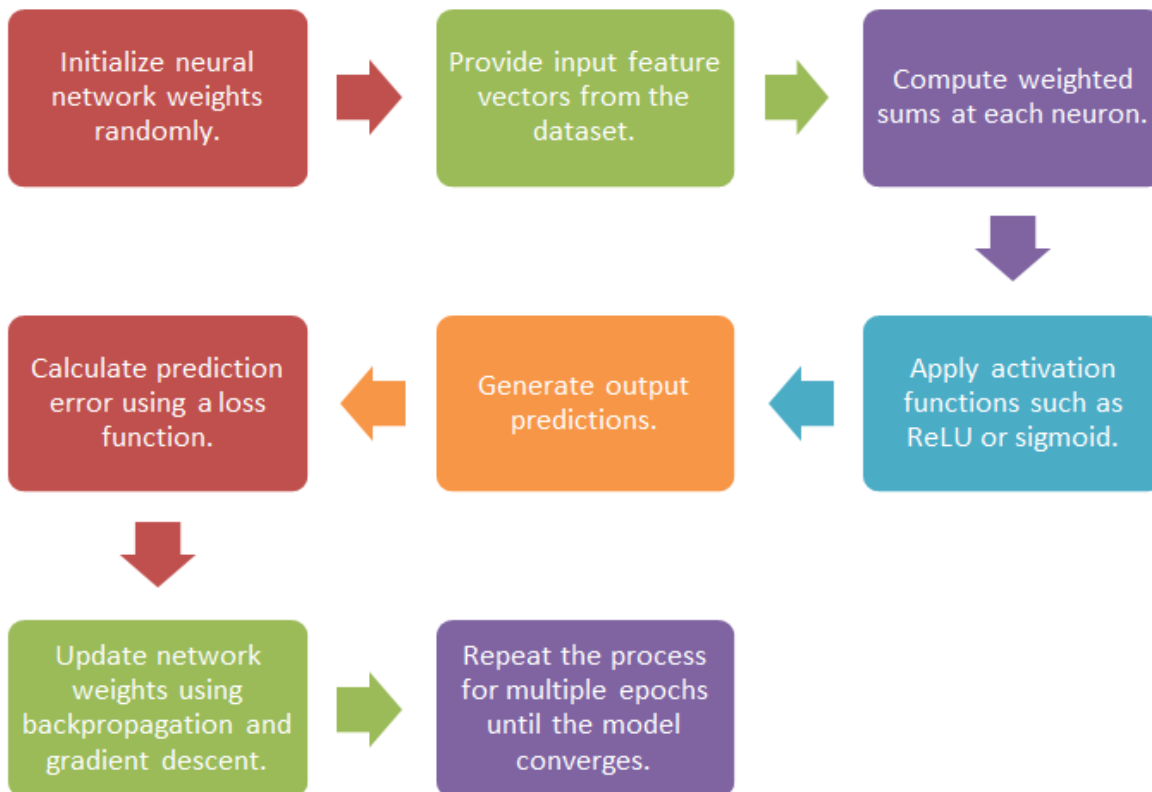 Initialize neural
network weights
randomly.
Provide input feature
vectors from the
dataset.
Compute weighted
sums at each neuron.
Apply activation
functions such as
ReLU or sigmoid.
Generate output
predictions.
Calculate prediction
error using a loss
function.
Update network
weights using
backpropagation and
gradient descent.
Repeat the process
for multiple epochs
until the model
converges.